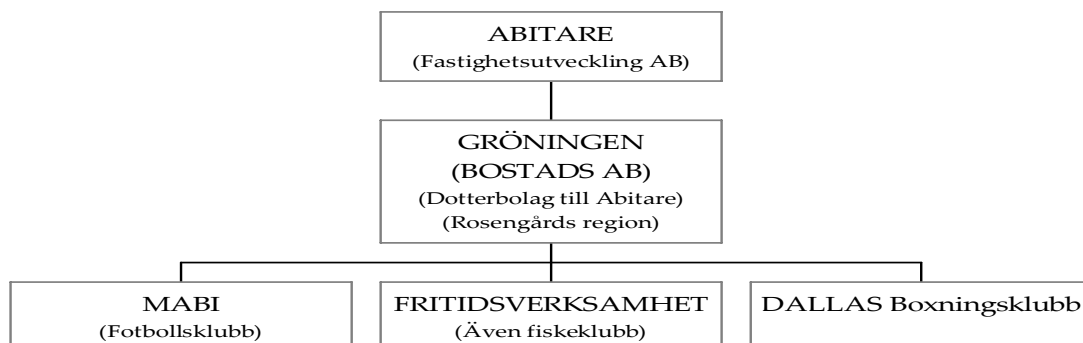 ABITARE
(Fastighetsutveckling AB)
GRÖNINGEN
(BOSTADS AB)
(Dotterbolag till Abitare)
(Rosengårds region)
MABI
(Fotbollsklubb)
FRITIDSVERKSAMHET
(Även fiskeklubb)
DALLAS Boxningsklubb